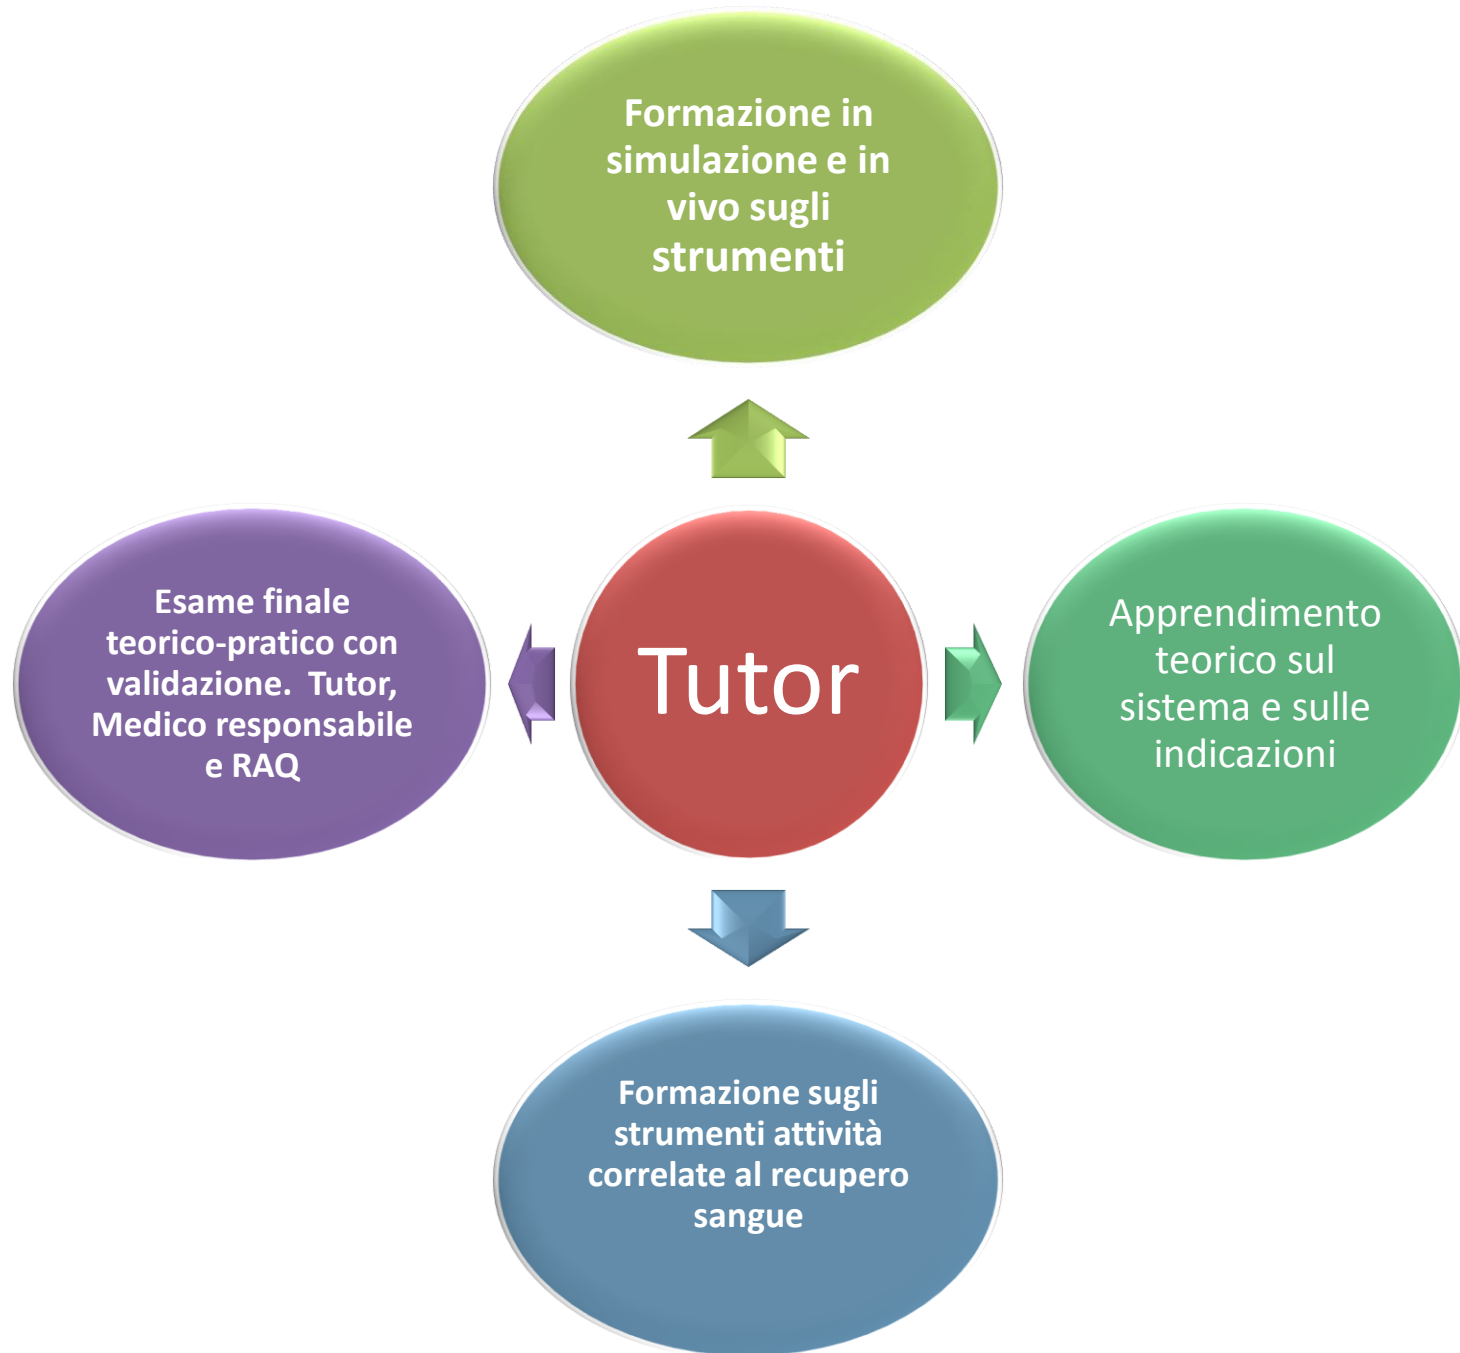 Formazione in
simulazione e in
vivo sugli
strumenti
Esame finale
teorico-pratico con
validazione.  Tutor,
Medico responsabile
e RAQ
Tutor
Apprendimento
teorico sul
sistema e sulle
indicazioni
Formazione sugli
strumenti attività
correlate al recupero
sangue